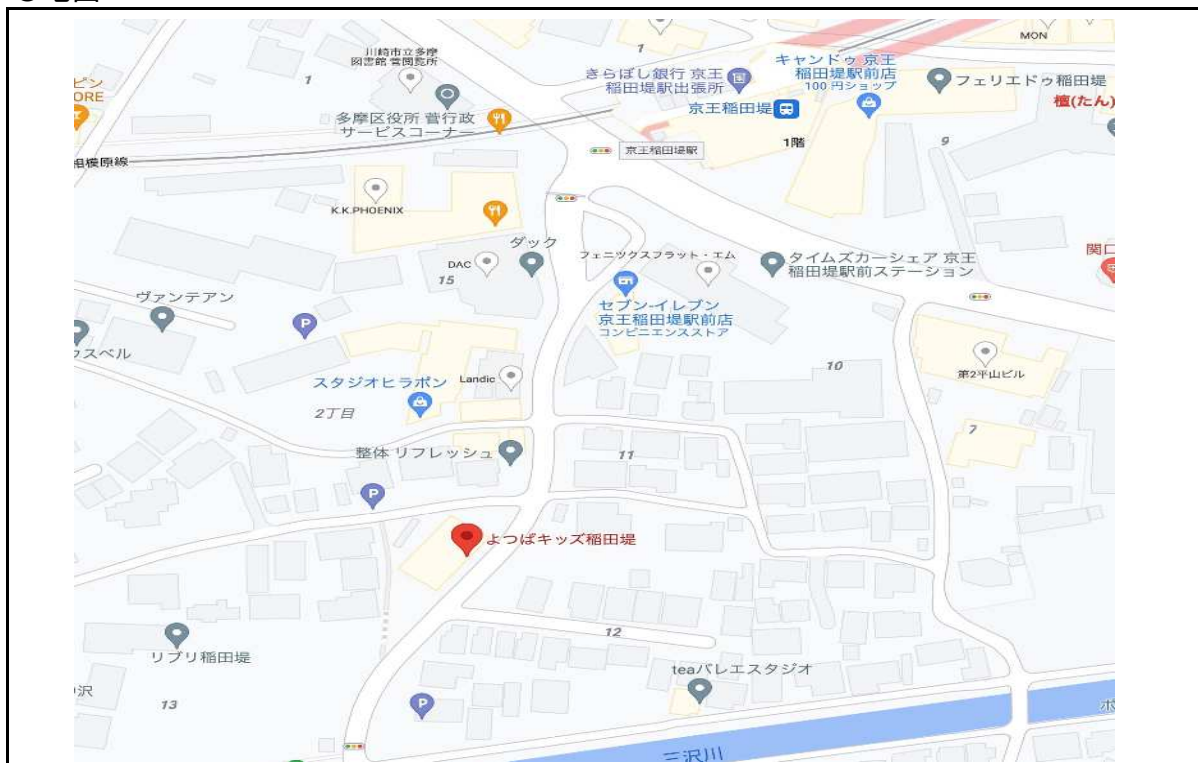 川崎市立多摩
図書館 菅閲覧所
1
1
MON
きらぼし銀行 京王
稲田堤駅出張所
キャンドゥ 京王
稲田堤駅前店
100 円ショップ
フェリエドゥ稲田堤
檀(たん)
ピン
ORE
多摩区役所 菅行政
サービスコーナー
京王稲田堤
京王稲田堤駅
1階
9
相模原線
K.K.PHOENIX
DAC
15
ダック
フェニックスフラット・エム
タイムズカーシェア 京王
稲田堤駅前ステーション
関口
ヴァンテアン
P
セブン-イレブン
京王稲田堤駅前店
コンビニエンスストア
クスベル
スタジオヒラポン
Landic
10
第2平山ビル
2丁目
7
整体 リフレッシュ
11
P
よつばキッズ稲田堤
12
リブリ稲田堤
teaバレエスタジオ
沢
13
P
三沢川